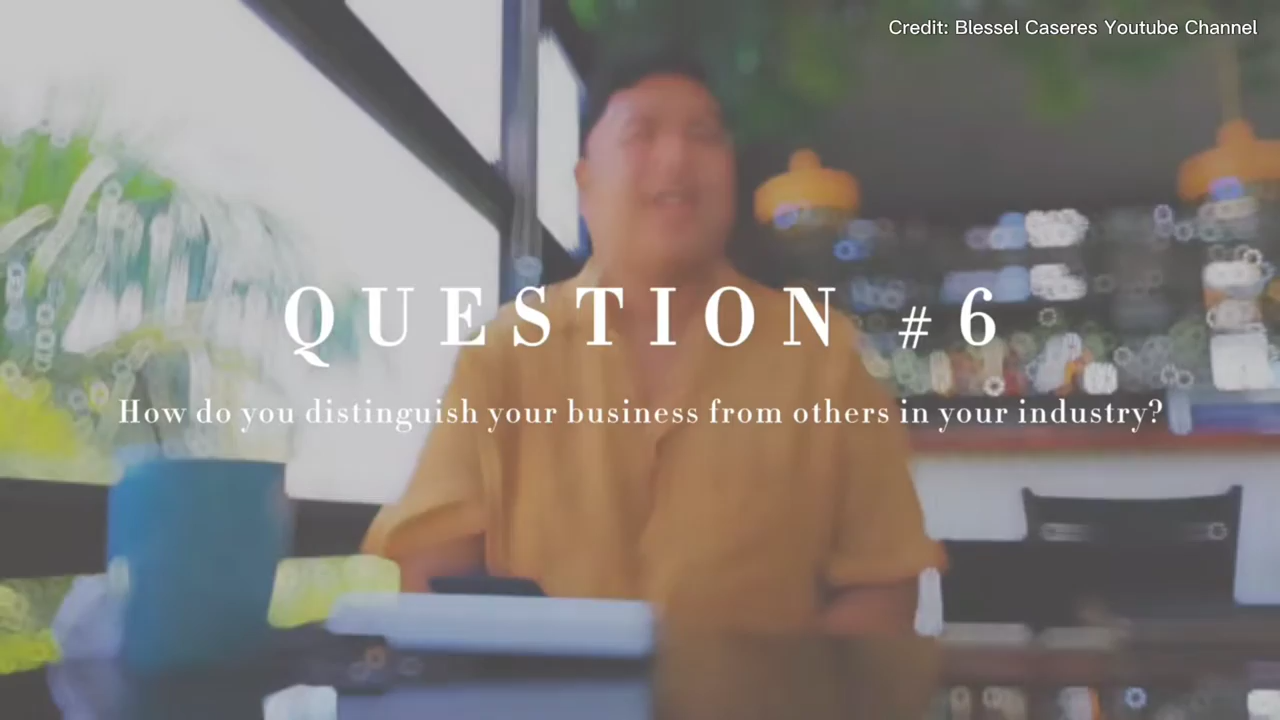 Credit: Blessel Caseres Youtube Channel
QUESTION #6
How do you distinguish your business from others in your industry?